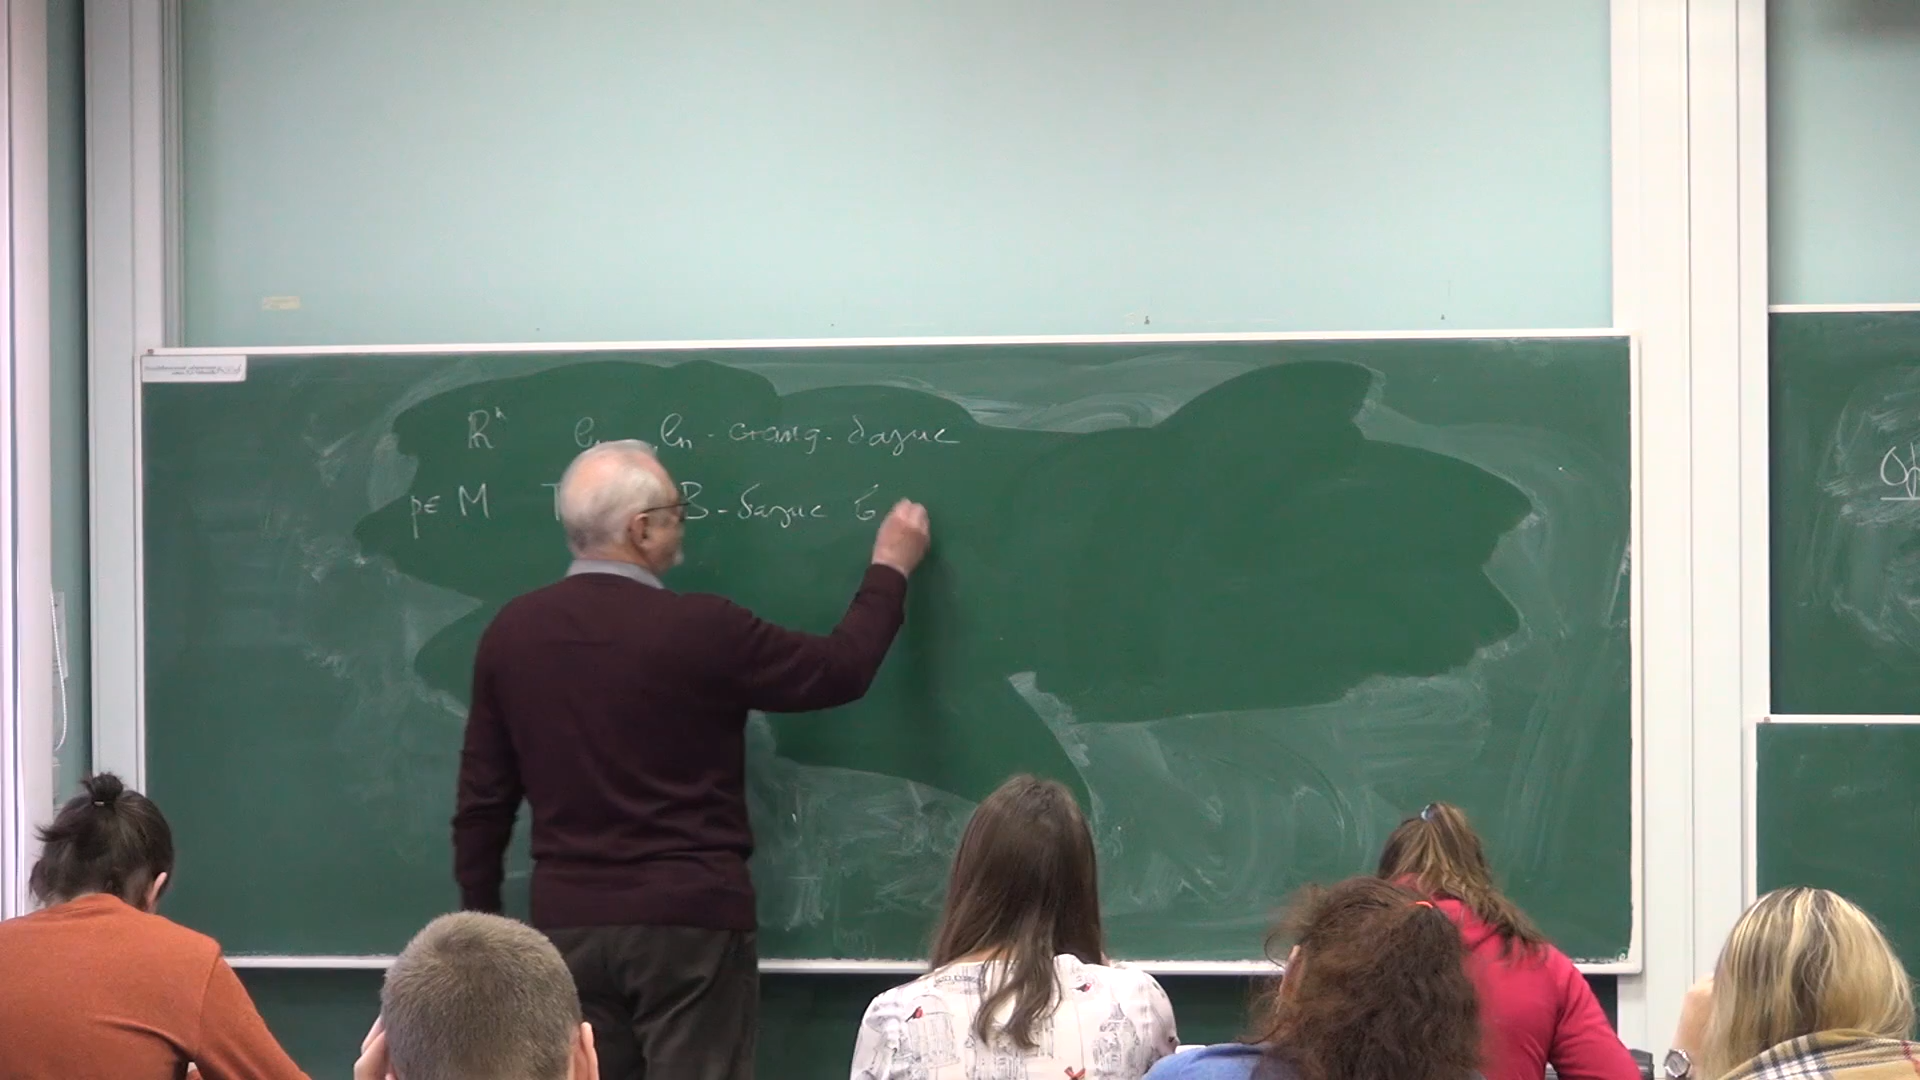 Rⁿ e₁, ..., eₙ - станд. базис
p ∈ M T B - базис в